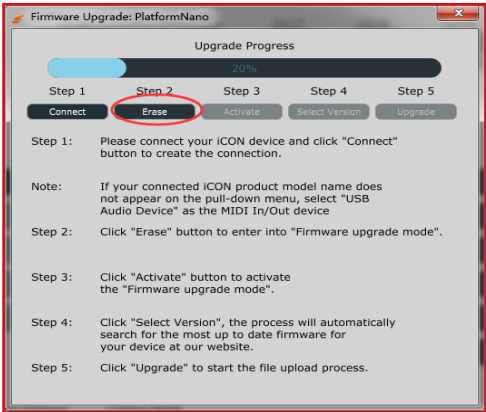 Firmware Upgrade: PlatformNano
Upgrade Progress
20%
Step 1 Step 2 Step 3 Step 4 Step 5
Connect Erase Activate Select Version Upgrade
Step 1: Please connect your iCON device and click "Connect"
button to create the connection.
Note: If your connected iCON product model name does
not appear on the pull-down menu, select "USB
Audio Device" as the MIDI In/Out device
Step 2: Click "Erase" button to enter into "Firmware upgrade mode".
Step 3: Click "Activate" button to activate
the "Firmware upgrade mode".
Step 4: Click "Select Version", the process will automatically
search for the most up to date firmware for
your device at our website.
Step 5: Click "Upgrade" to start the file upload process.